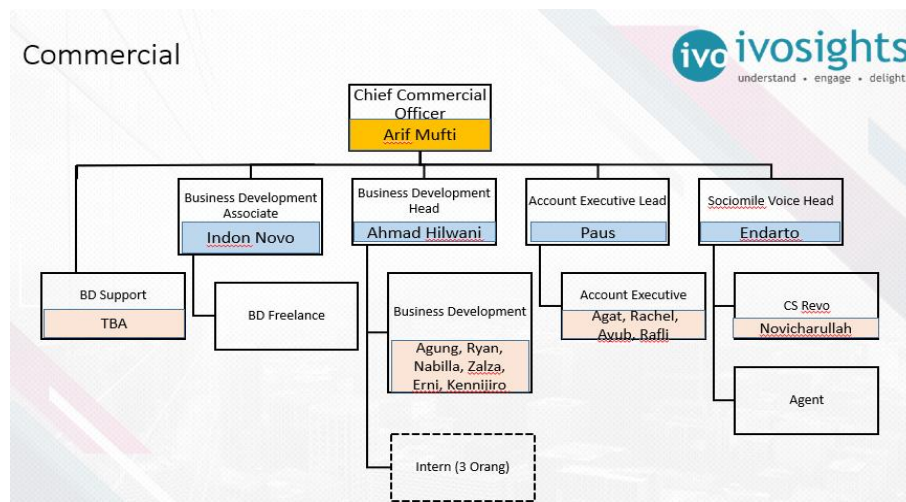 Commercial
ivo ivosights
understand • engage • delight
Chief Commercial
Officer
Arif Mufti
Business Development
Associate
Indon Novo
Business Development
Head
Ahmad Hilwani
Account Executive Lead
Paus
Sociomile Voice Head
Endarto
BD Support
TBA
BD Freelance
Business Development
Agung, Ryan,
Nabilla, Zalza,
Erni, Kennijiro
Account Executive
Agat, Rachel,
Ayub, Rafli
CS Revo
Novicharullah
Agent
Intern (3 Orang)